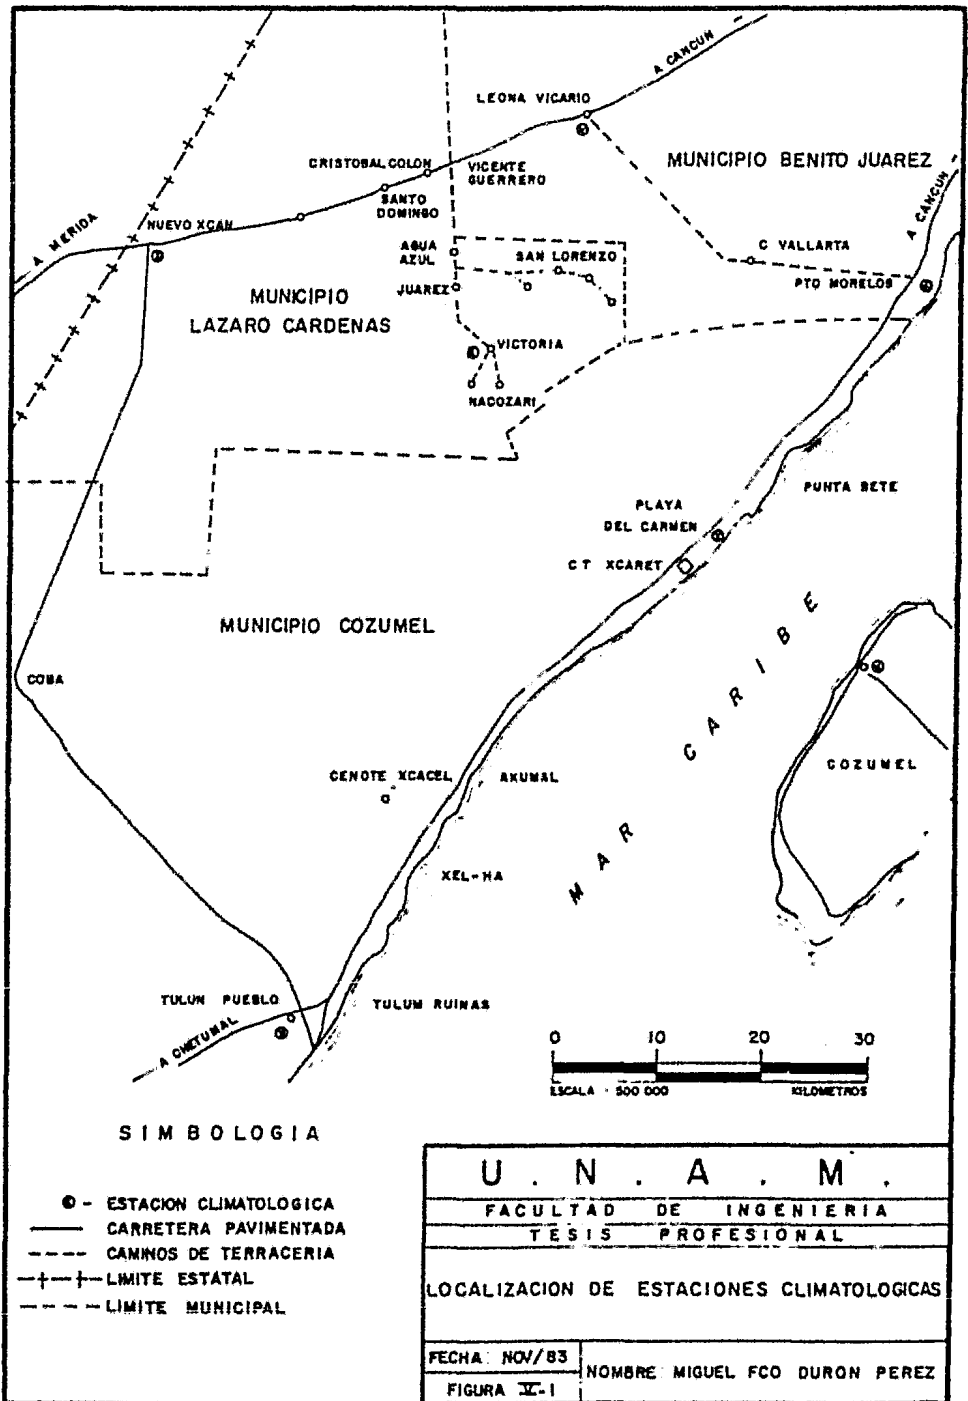 A CANCUN
LEONA VICARIO
MUNICIPIO BENITO JUAREZ
CRISTOBAL COLON
VICENTE
GUERRERO
SANTO
DOMINGO
A CANCUN
NUEVO XCAN
A MERIDA
AGUA
AZUL
SAN LORENZO
C VALLARTA
JUAREZ
PTO MORELOS
MUNICIPIO
LAZARO CARDENAS
VICTORIA
NACOZARI
PUNTA BETE
PLAYA
DEL CARMEN
C T XCARET
MUNICIPIO COZUMEL
MAR CARIBE
COBA
COZUMEL
CENOTE XCACEL
AKUMAL
XEL-HA
TULUN PUEBLO
TULUM RUINAS
A CHETUMAL
0 10 20 30
ESCALA 500 000 KILOMETROS
SIMBOLOGIA
- ESTACION CLIMATOLOGICA
CARRETERA PAVIMENTADA
CAMINOS DE TERRACERIA
LIMITE ESTATAL
LIMITE MUNICIPAL
U . N . A . M .
FACULTAD DE INGENIERIA
TESIS PROFESIONAL
LOCALIZACION DE ESTACIONES CLIMATOLOGICAS
FECHA: NOV/83
NOMBRE: MIGUEL FCO DURON PEREZ
FIGURA V-1